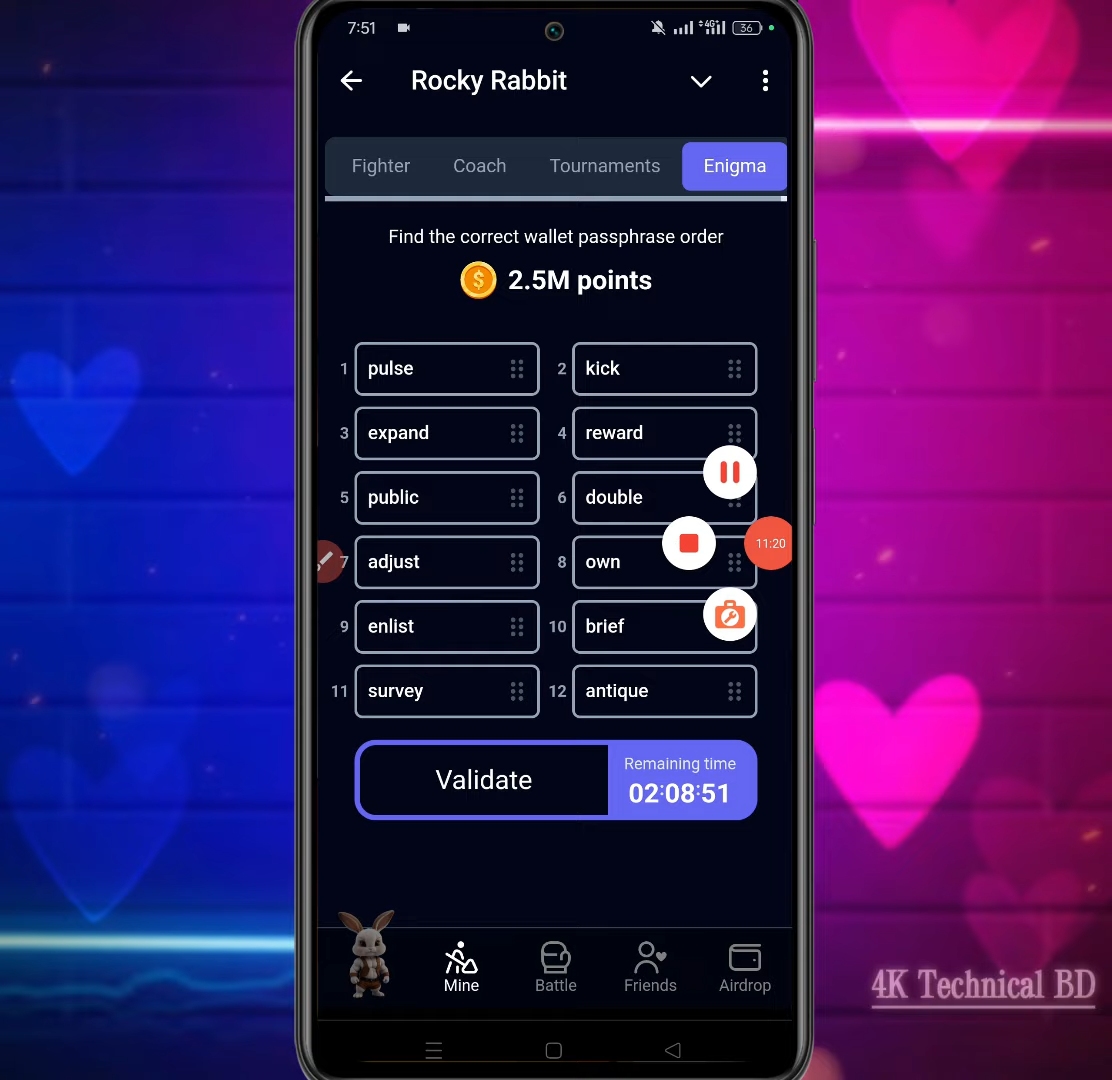 7:51
4G+
36
Rocky Rabbit
Fighter Coach Tournaments Enigma
Find the correct wallet passphrase order
$ 2.5M points
1 pulse 2 kick
3 expand 4 reward
5 public 6 double
11:20
7 adjust 8 own
9 enlist 10 brief
11 survey 12 antique
Validate
Remaining time
02:08:51
Mine Battle Friends Airdrop
4K Technical BD